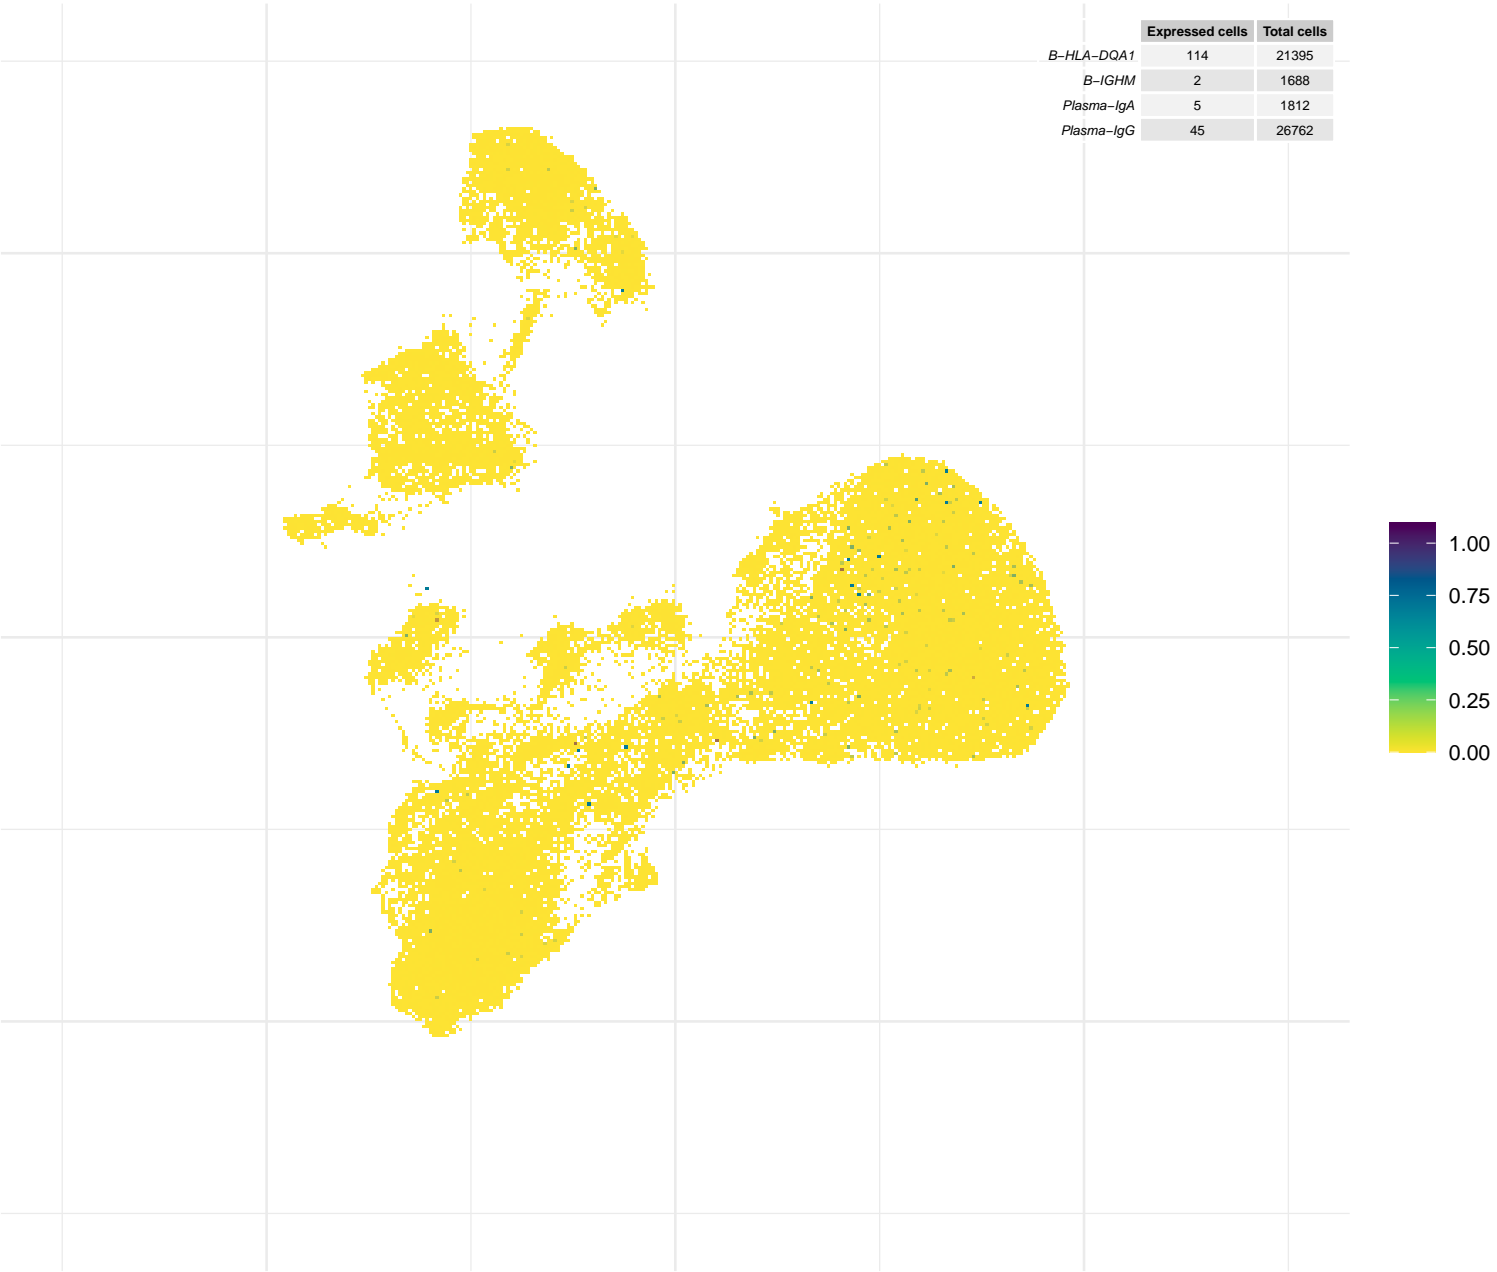 Expressed cells Total cells
B−HLA−DQA1 114 21395
B−IGHM 2 1688
Plasma−IgA 5 1812
Plasma−IgG 45 26762
1.00
0.75
0.50
0.25
0.00